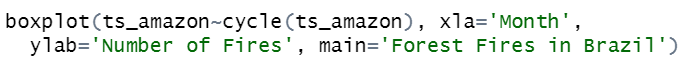 boxplot(ts_amazon~cycle(ts_amazon), xla='Month',
ylab='Number of Fires', main='Forest Fires in Brazil')